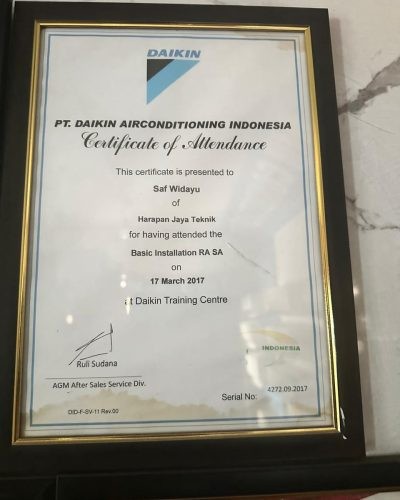 DAIKIN
PT. DAIKIN AIRCONDITIONING INDONESIA
Certificate of Attendance
This certificate is presented to
Saf Widayu
of
Harapan Jaya Teknik
for having attended the
Basic Installation RA SA
on
17 March 2017
at Daikin Training Centre
Ruli Sudana
AGM After Sales Service Div.
DID-F-SV-11 Rev.00
INDONESIA
Serial No: 4272.09.2017